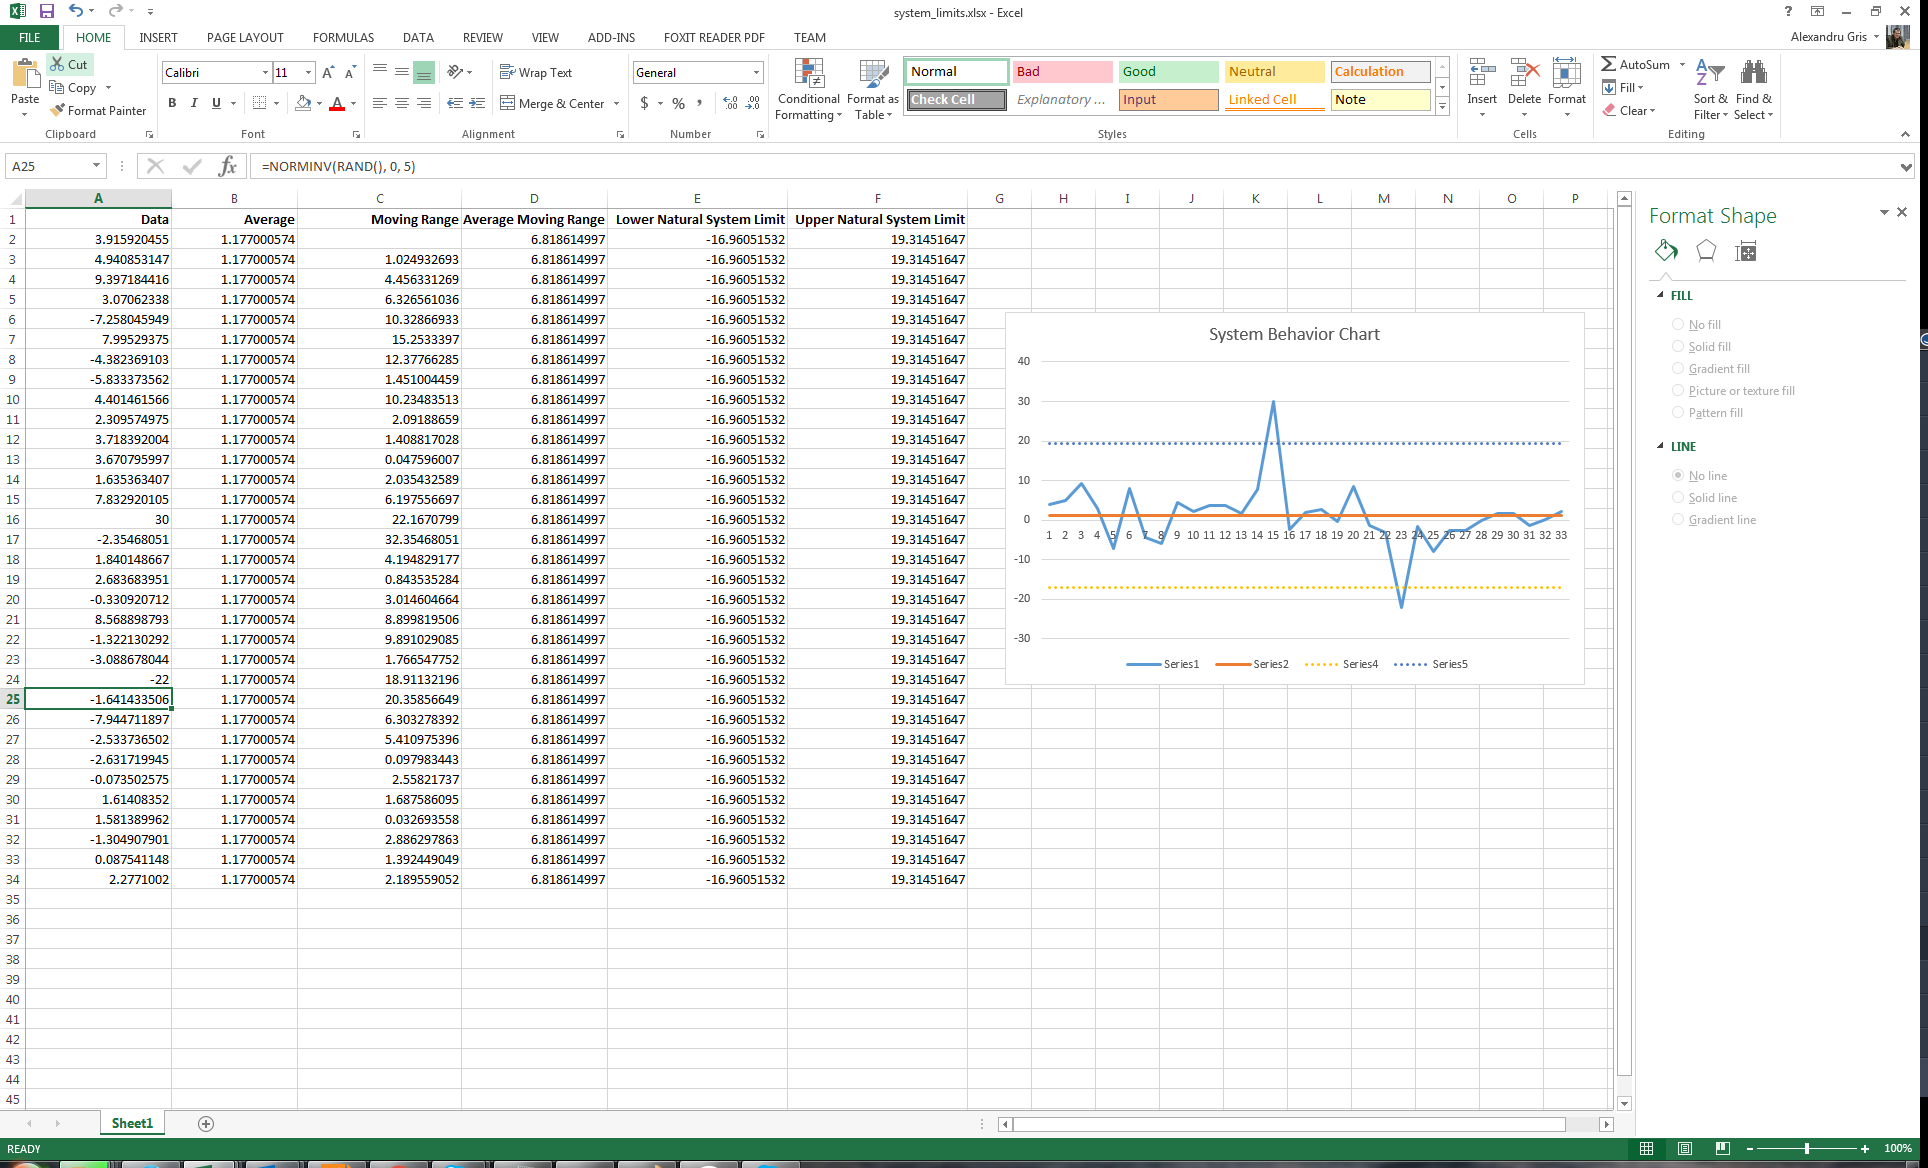 system_limits.xlsx - Excel
FILE HOME INSERT PAGE LAYOUT FORMULAS DATA REVIEW VIEW ADD-INS FOXIT READER PDF TEAM
Alexandru Gris
Paste
Cut
Copy
Format Painter
Clipboard
Calibri 11
B I U
Font
Wrap Text
Merge & Center
Alignment
General
$ % ,
Number
Conditional Formatting
Format as Table
Normal Bad Good Neutral Calculation
Check Cell Explanatory ... Input Linked Cell Note
Styles
Insert Delete Format
Cells
AutoSum
Fill
Clear
Sort & Filter
Find & Select
Editing
A25
fx =NORMINV(RAND(), 0, 5)
A B C D E F G H I J K L M N O P
1 Data Average Moving Range Average Moving Range Lower Natural System Limit Upper Natural System Limit
2 3.915920455 1.177000574 6.818614997 -16.96051532 19.31451647
3 4.940853147 1.177000574 1.024932693 6.818614997 -16.96051532 19.31451647
4 9.397184416 1.177000574 4.456331269 6.818614997 -16.96051532 19.31451647
5 3.07062338 1.177000574 6.326561036 6.818614997 -16.96051532 19.31451647
6 -7.258045949 1.177000574 10.32866933 6.818614997 -16.96051532 19.31451647
7 7.99529375 1.177000574 15.2533397 6.818614997 -16.96051532 19.31451647
8 -4.382369103 1.177000574 12.37766285 6.818614997 -16.96051532 19.31451647
9 -5.833373562 1.177000574 1.451004459 6.818614997 -16.96051532 19.31451647
10 4.401461566 1.177000574 10.23483513 6.818614997 -16.96051532 19.31451647
11 2.309574975 1.177000574 2.09188659 6.818614997 -16.96051532 19.31451647
12 3.718392004 1.177000574 1.408817028 6.818614997 -16.96051532 19.31451647
13 3.670795997 1.177000574 0.047596007 6.818614997 -16.96051532 19.31451647
14 1.635363407 1.177000574 2.035432589 6.818614997 -16.96051532 19.31451647
15 7.832920105 1.177000574 6.197556697 6.818614997 -16.96051532 19.31451647
16 30 1.177000574 22.1670799 6.818614997 -16.96051532 19.31451647
17 -2.35468051 1.177000574 32.35468051 6.818614997 -16.96051532 19.31451647
18 1.840148667 1.177000574 4.194829177 6.818614997 -16.96051532 19.31451647
19 2.683683951 1.177000574 0.843535284 6.818614997 -16.96051532 19.31451647
20 -0.330920712 1.177000574 3.014604664 6.818614997 -16.96051532 19.31451647
21 8.568898793 1.177000574 8.899819506 6.818614997 -16.96051532 19.31451647
22 -1.322130292 1.177000574 9.891029085 6.818614997 -16.96051532 19.31451647
23 -3.088678044 1.177000574 1.766547752 6.818614997 -16.96051532 19.31451647
24 -22 1.177000574 18.91132196 6.818614997 -16.96051532 19.31451647
25 -1.641433506 1.177000574 20.35856649 6.818614997 -16.96051532 19.31451647
26 -7.944711897 1.177000574 6.303278392 6.818614997 -16.96051532 19.31451647
27 -2.533736502 1.177000574 5.410975396 6.818614997 -16.96051532 19.31451647
28 -2.631719945 1.177000574 0.097983443 6.818614997 -16.96051532 19.31451647
29 -0.073502575 1.177000574 2.55821737 6.818614997 -16.96051532 19.31451647
30 1.61408352 1.177000574 1.687586095 6.818614997 -16.96051532 19.31451647
31 1.581389962 1.177000574 0.032693558 6.818614997 -16.96051532 19.31451647
32 -1.304907901 1.177000574 2.886297863 6.818614997 -16.96051532 19.31451647
33 0.087541148 1.177000574 1.392449049 6.818614997 -16.96051532 19.31451647
34 2.2771002 1.177000574 2.189559052 6.818614997 -16.96051532 19.31451647
35
36
37
38
39
40
41
42
43
44
45
System Behavior Chart
40
30
20
10
0
1 2 3 4 5 6 7 8 9 10 11 12 13 14 15 16 17 18 19 20 21 22 23 24 25 26 27 28 29 30 31 32 33
-10
-20
-30
Series1 Series2 Series4 Series5
Format Shape
FILL
No fill
Solid fill
Gradient fill
Picture or texture fill
Pattern fill
LINE
No line
Solid line
Gradient line
Sheet1
READY
100%